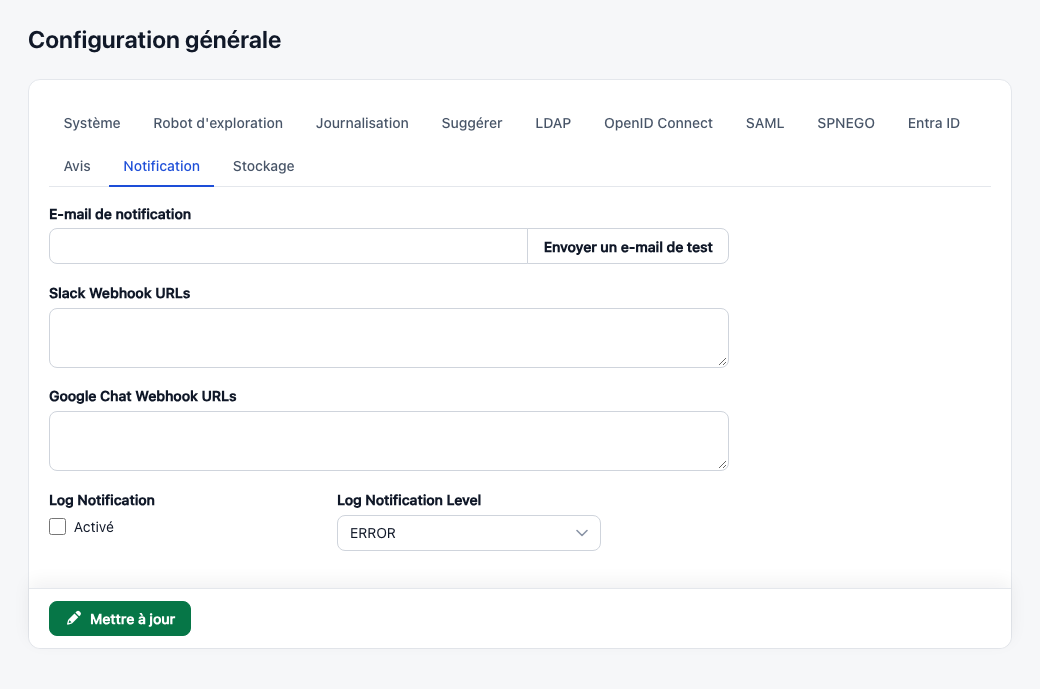 Configuration générale
Système Robot d'exploration Journalisation Suggérer LDAP OpenID Connect SAML SPNEGO Entra ID
Avis Notification Stockage
E-mail de notification
Envoyer un e-mail de test
Slack Webhook URLs
Google Chat Webhook URLs
Log Notification Log Notification Level
Activé ERROR
Mettre à jour